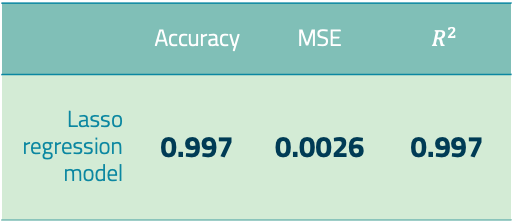 Accuracy MSE R²
Lasso
regression
model
0.997 0.0026 0.997